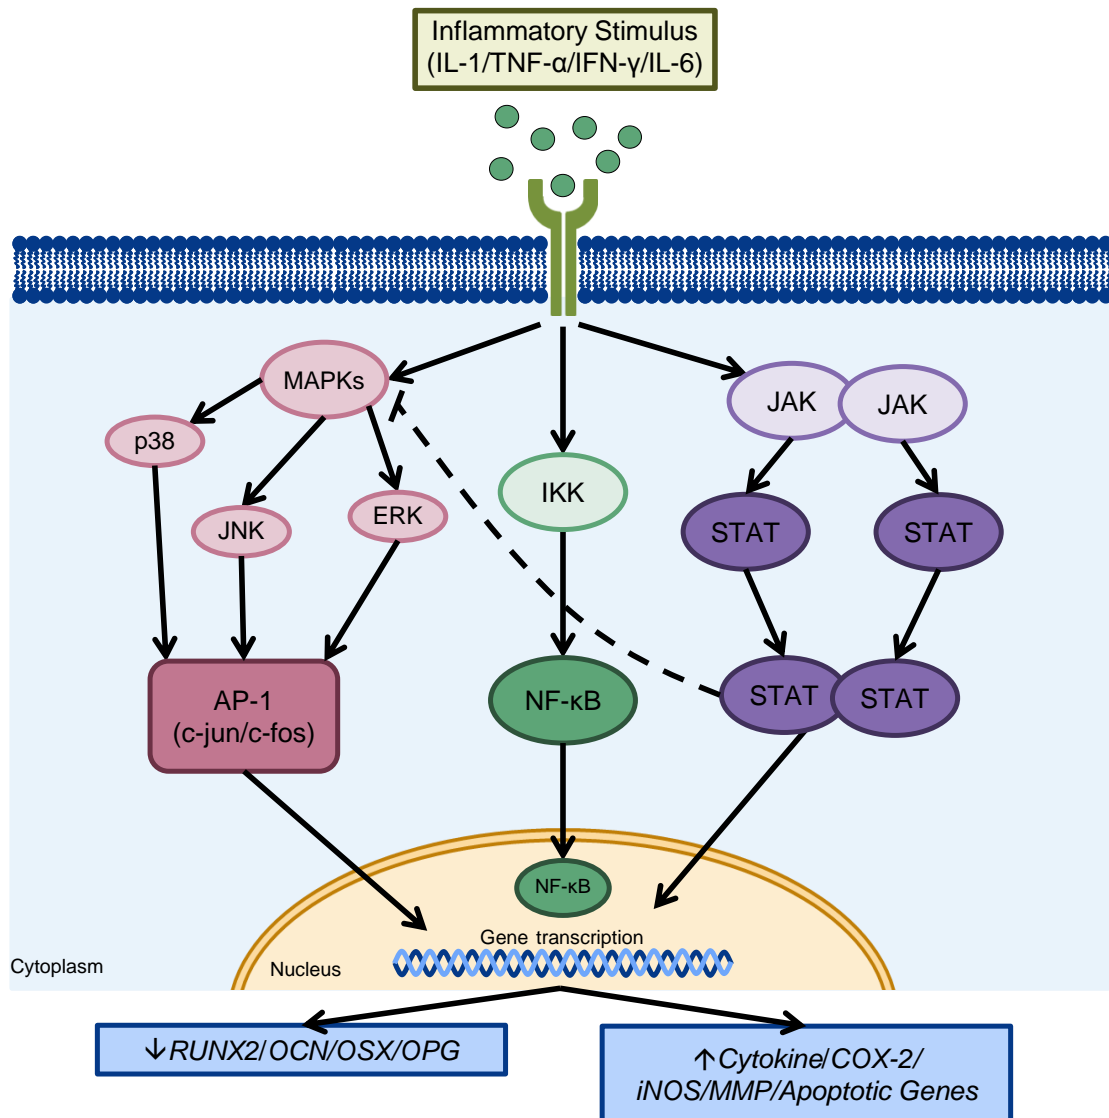 Inflammatory Stimulus
(IL-1/TNF-α/IFN-γ/IL-6)
MAPKs
JAK
JAK
p38
IKK
JNK
ERK
STAT
STAT
AP-1
(c-jun/c-fos)
NF-κB
STAT
STAT
NF-κB
Gene transcription
Cytoplasm
Nucleus
↓RUNX2/OCN/OSX/OPG
↑Cytokine/COX-2/
iNOS/MMP/Apoptotic Genes